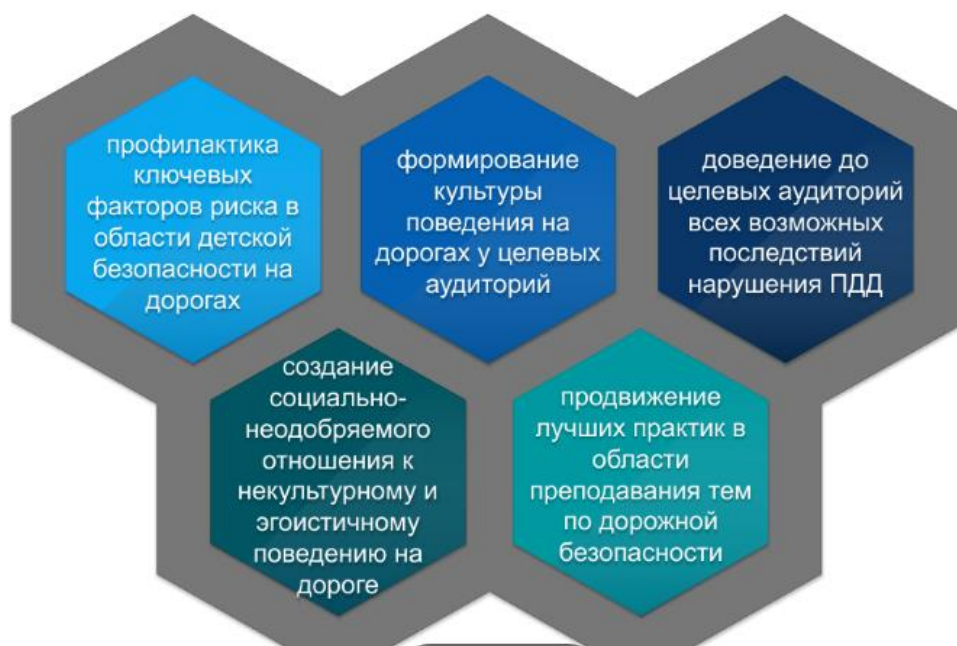 профилактика
ключевых
факторов риска в
области детской
безопасности на
дорогах
формирование
культуры
поведения на
дорогах у целевых
аудиторий
доведение до
целевых аудиторий
всех возможных
последствий
нарушения ПДД
создание
социально-
неодобряемого
отношения к
некультурному и
эгоистичному
поведению на
дороге
продвижение
лучших практик в
области
преподавания тем
по дорожной
безопасности